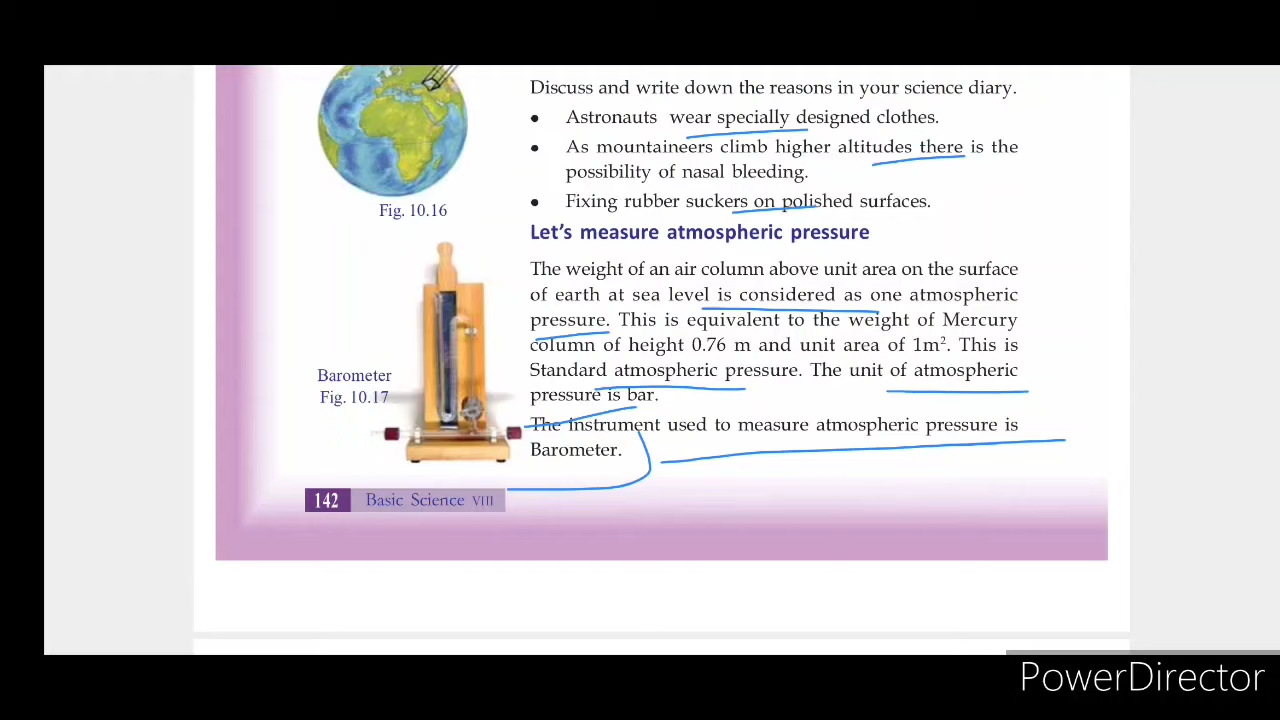 Discuss and write down the reasons in your science diary.
• Astronauts wear specially designed clothes.
• As mountaineers climb higher altitudes there is the
possibility of nasal bleeding.
• Fixing rubber suckers on polished surfaces.
Fig. 10.16
Let's measure atmospheric pressure
The weight of an air column above unit area on the surface
of earth at sea level is considered as one atmospheric
pressure. This is equivalent to the weight of Mercury
column of height 0.76 m and unit area of 1m². This is
Standard atmospheric pressure. The unit of atmospheric
pressure is bar.
The instrument used to measure atmospheric pressure is
Barometer.
Barometer
Fig. 10.17
142 Basic Science VIII
PowerDirector